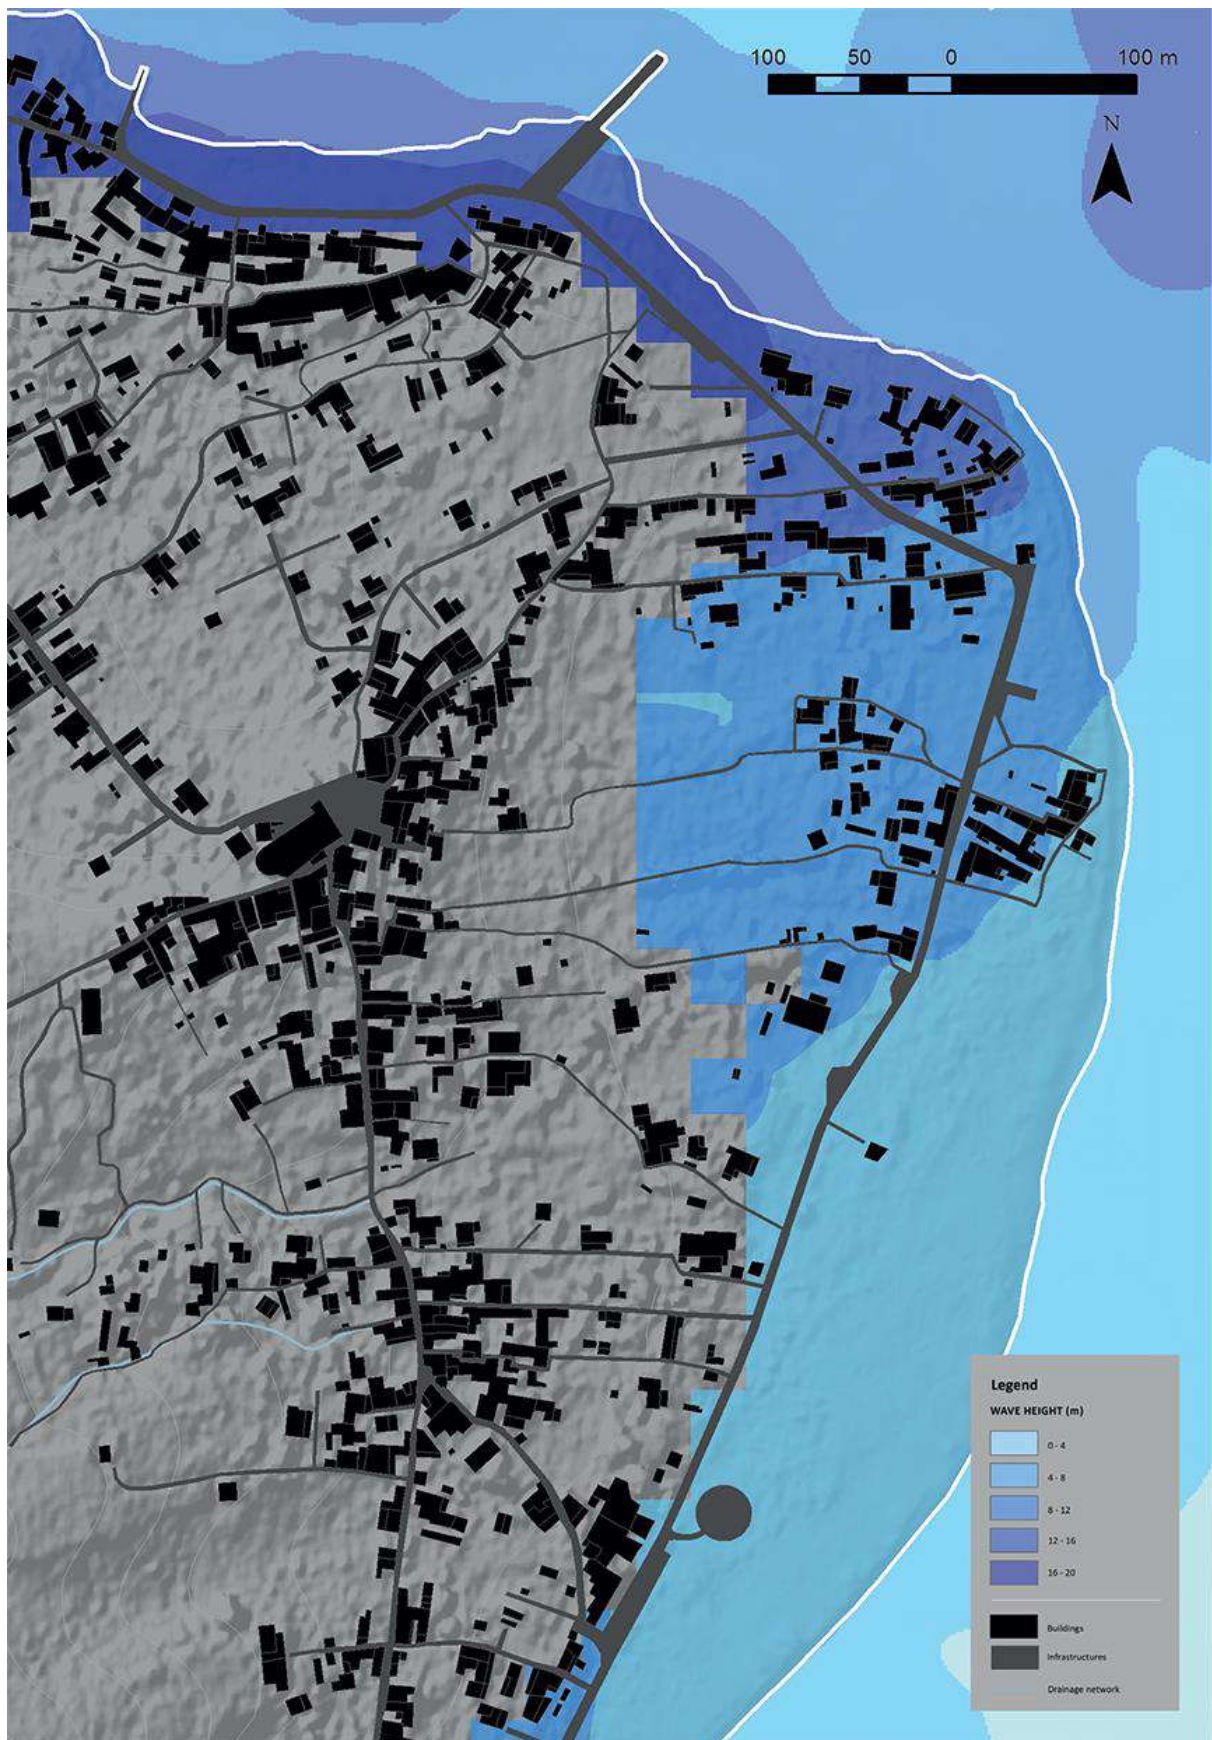 100 50 0 100 m
N
Legend
WAVE HEIGHT (m)
0 - 4
4 - 8
8 - 12
12 - 16
16 - 20
Buildings
Infrastructures
Drainage network